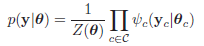 p(y|θ) = 1/Z(θ) ∏_{c∈𝒞} ψ_c(y_c|θ_c)